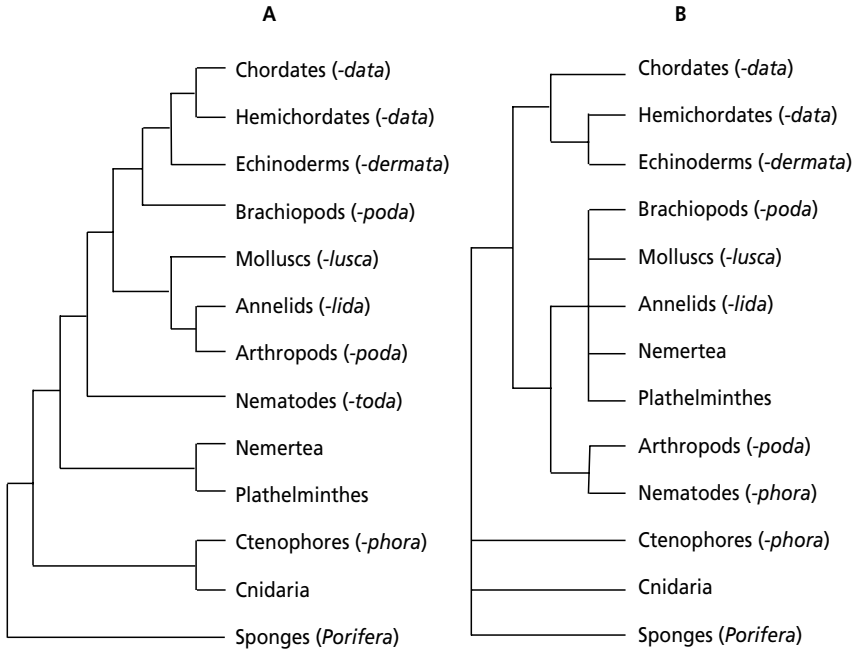 A
Chordates (-data)
Hemichordates (-data)
Echinoderms (-dermata)
Brachiopods (-poda)
Molluscs (-lusca)
Annelids (-lida)
Arthropods (-poda)
Nematodes (-toda)
Nemertea
Plathelminthes
Ctenophores (-phora)
Cnidaria
Sponges (Porifera)
B
Chordates (-data)
Hemichordates (-data)
Echinoderms (-dermata)
Brachiopods (-poda)
Molluscs (-lusca)
Annelids (-lida)
Nemertea
Plathelminthes
Arthropods (-poda)
Nematodes (-phora)
Ctenophores (-phora)
Cnidaria
Sponges (Porifera)